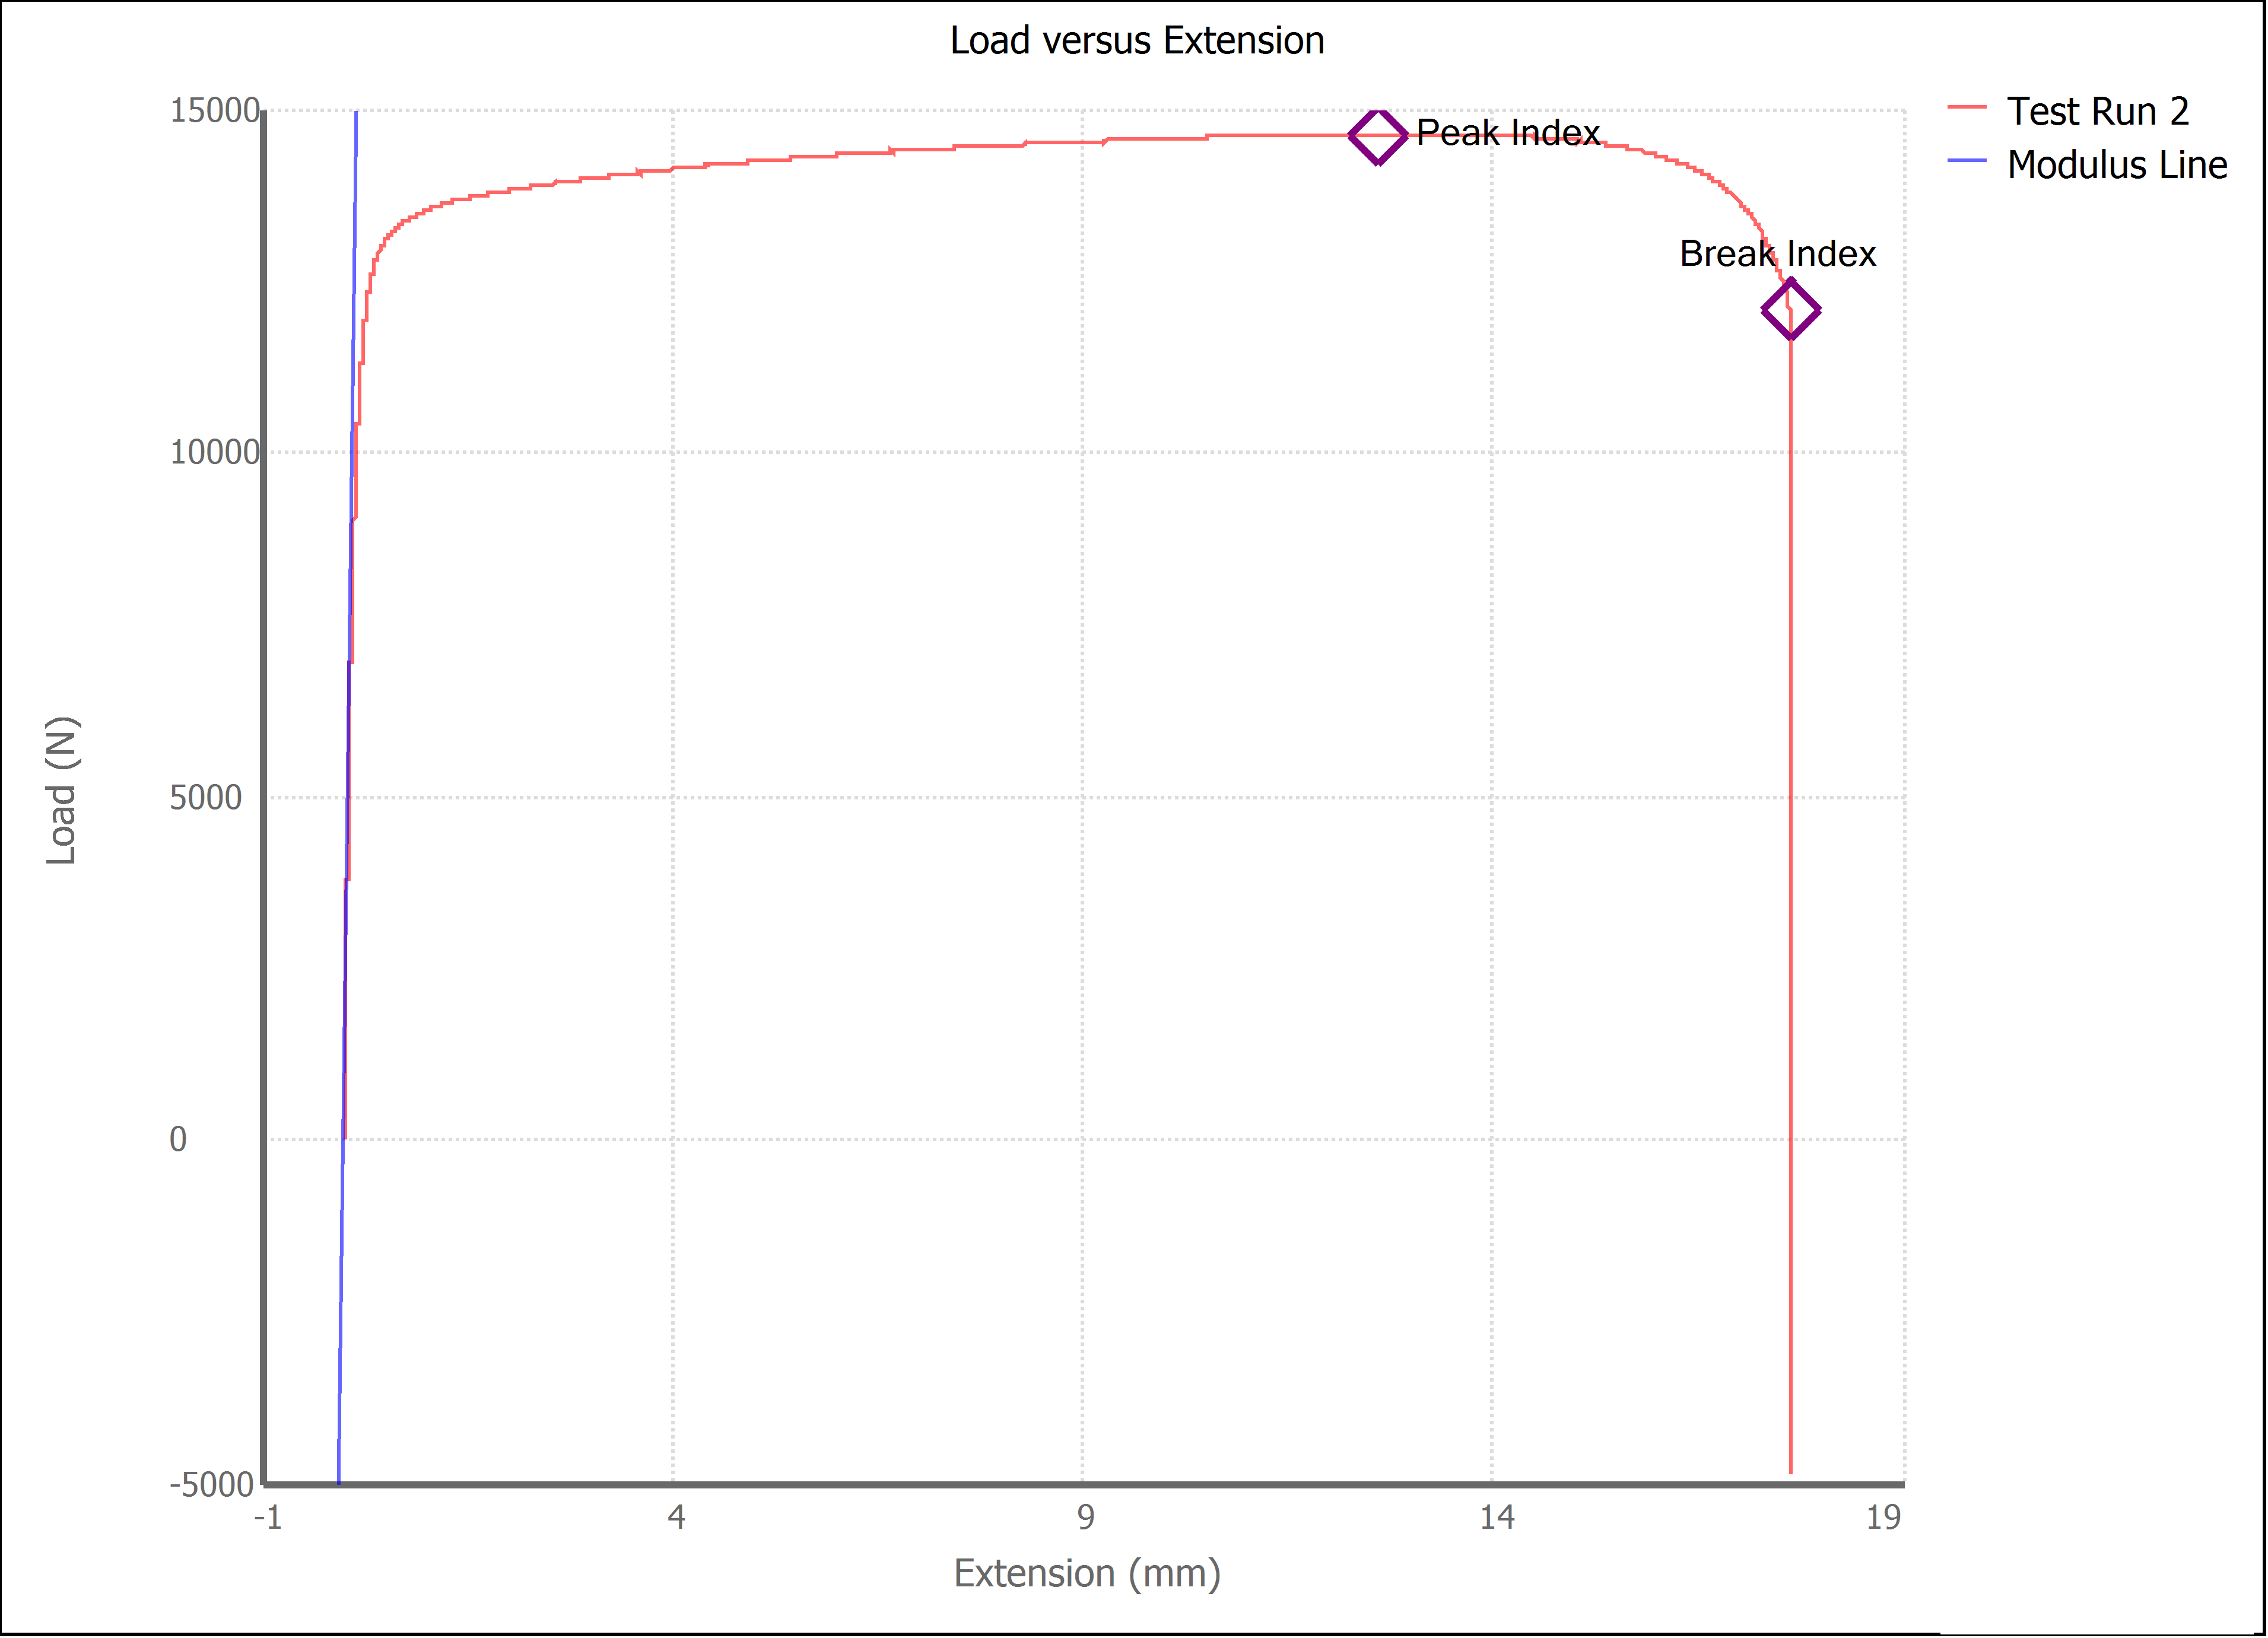 Load versus Extension
Test Run 2
Modulus Line
15000
10000
5000
0
-5000
Load (N)
Peak Index
Break Index
-1 4 9 14 19
Extension (mm)